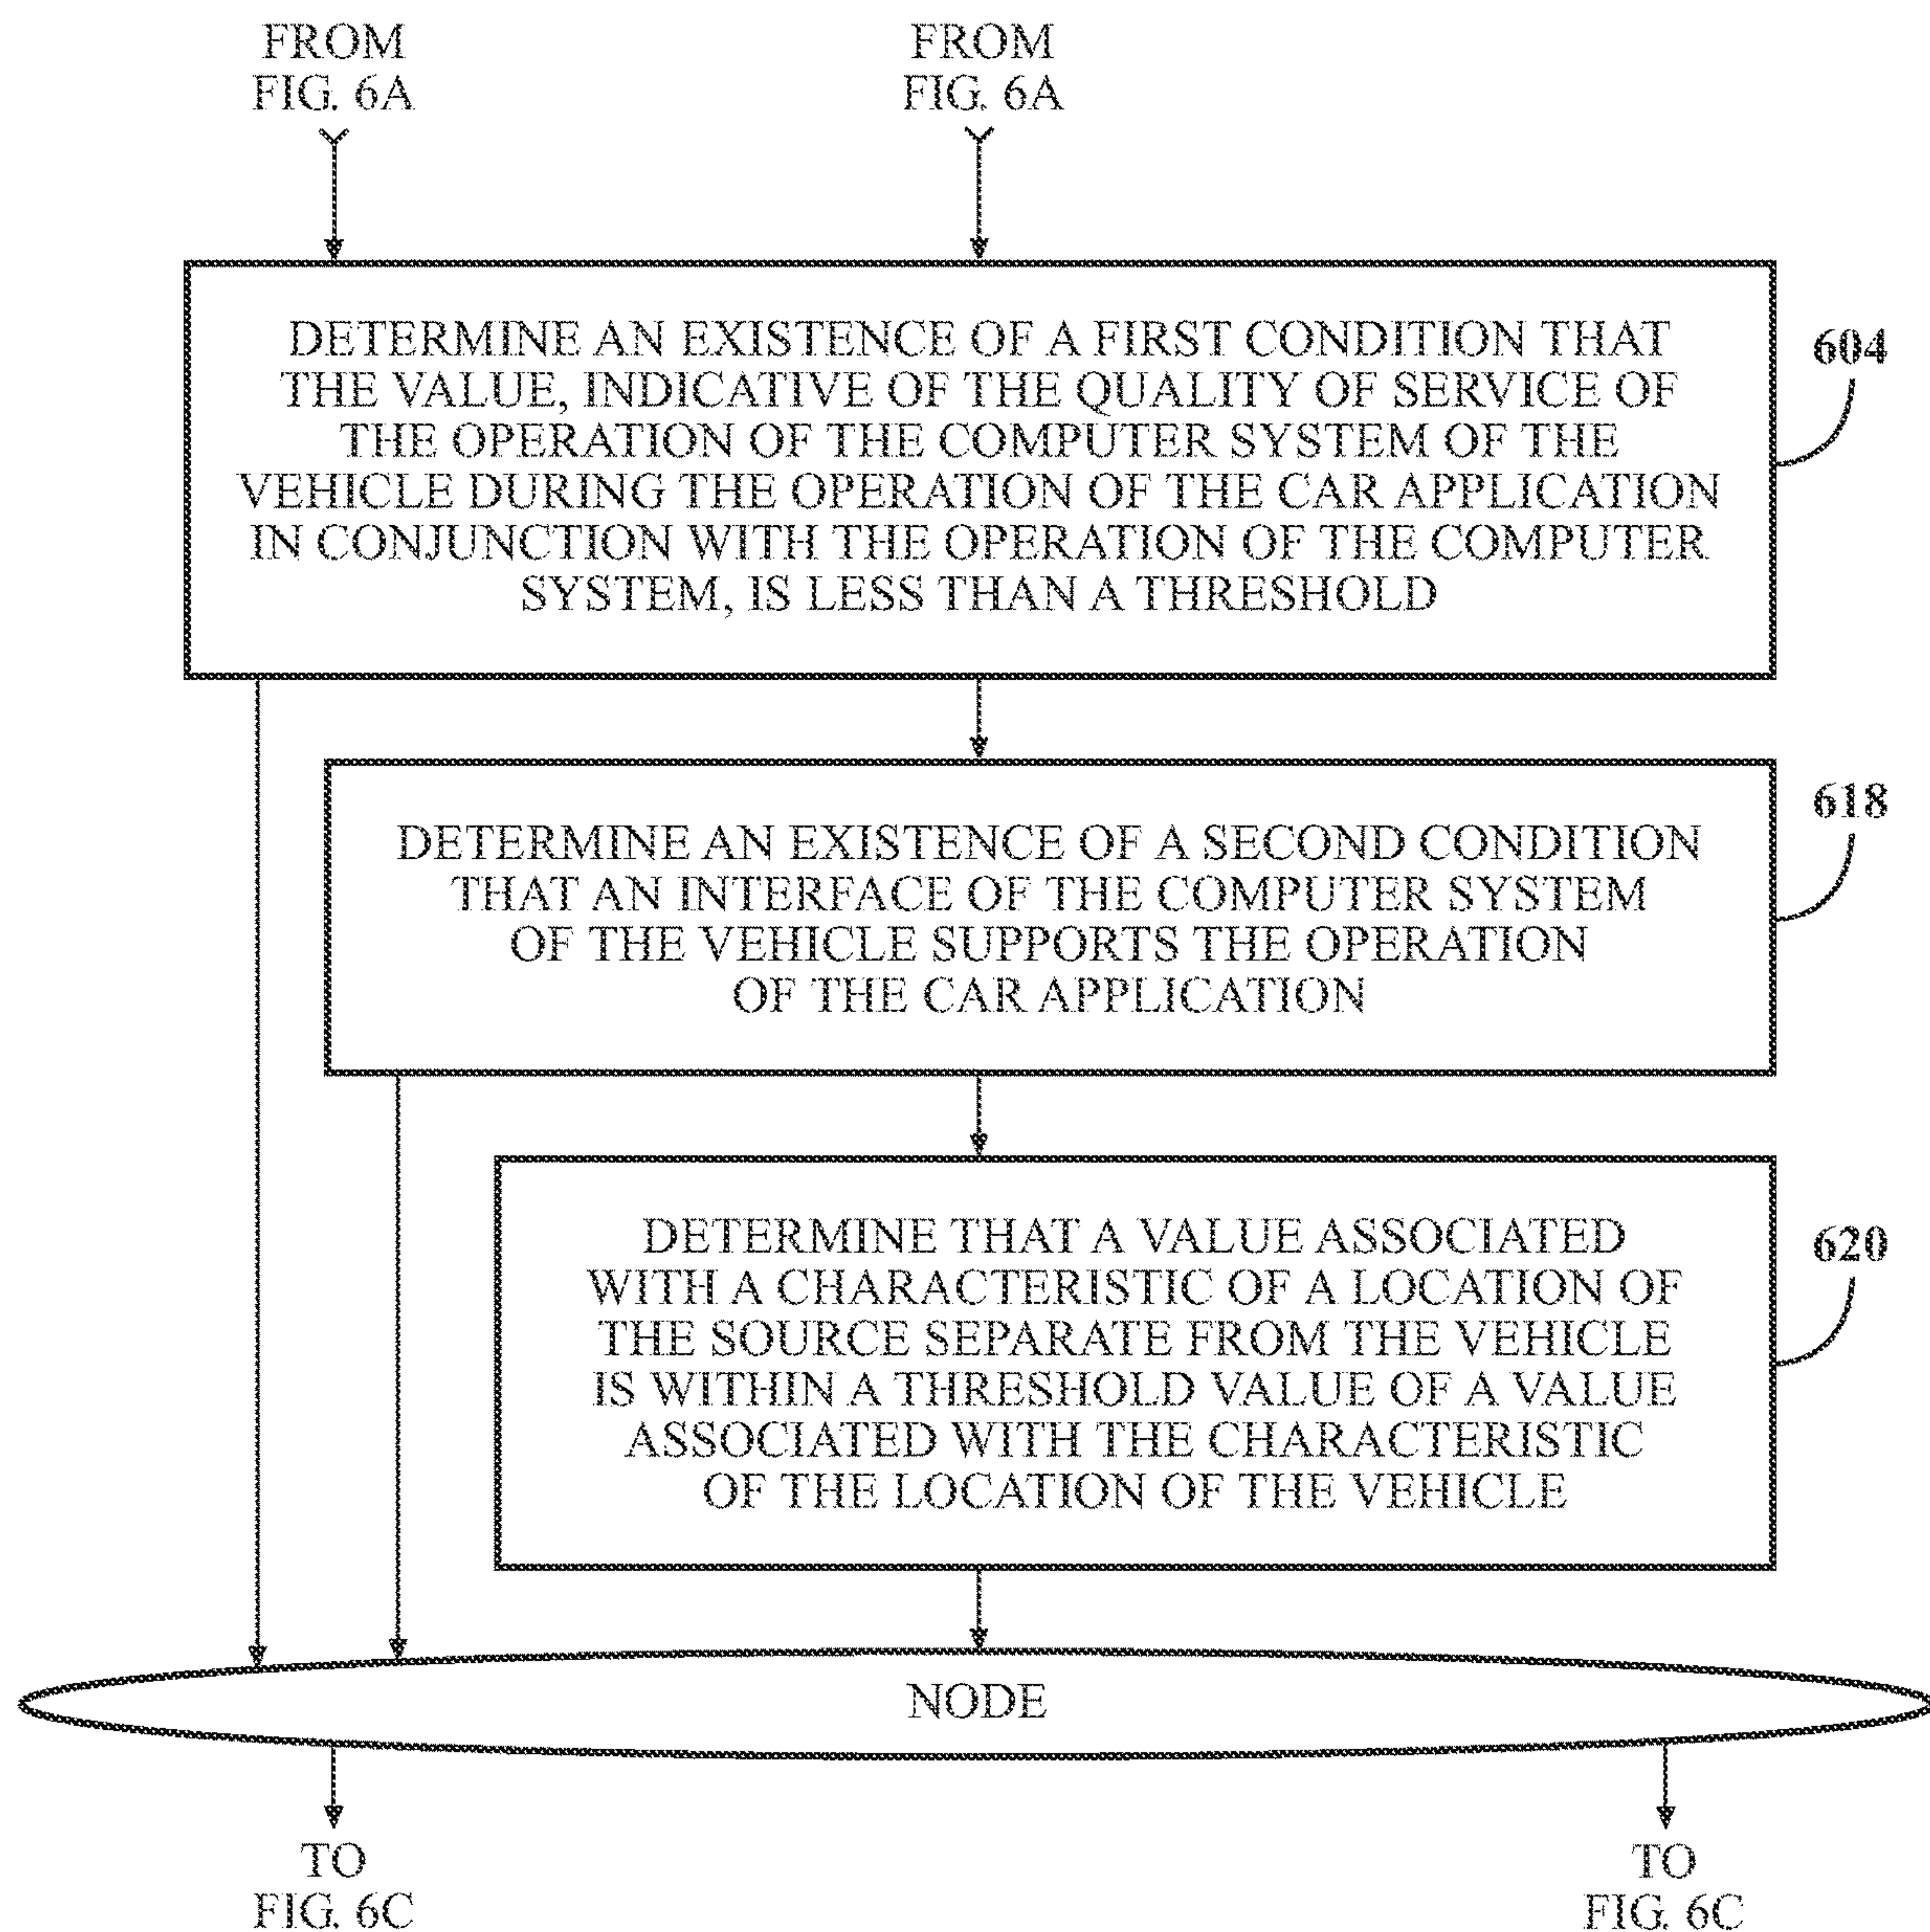 FROM
FIG. 6A
FROM
FIG. 6A
DETERMINE AN EXISTENCE OF A FIRST CONDITION THAT
THE VALUE, INDICATIVE OF THE QUALITY OF SERVICE OF
THE OPERATION OF THE COMPUTER SYSTEM OF THE
VEHICLE DURING THE OPERATION OF THE CAR APPLICATION
IN CONJUNCTION WITH THE OPERATION OF THE COMPUTER
SYSTEM, IS LESS THAN A THRESHOLD
604
DETERMINE AN EXISTENCE OF A SECOND CONDITION
THAT AN INTERFACE OF THE COMPUTER SYSTEM
OF THE VEHICLE SUPPORTS THE OPERATION
OF THE CAR APPLICATION
618
DETERMINE THAT A VALUE ASSOCIATED
WITH A CHARACTERISTIC OF A LOCATION OF
THE SOURCE SEPARATE FROM THE VEHICLE
IS WITHIN A THRESHOLD VALUE OF A VALUE
ASSOCIATED WITH THE CHARACTERISTIC
OF THE LOCATION OF THE VEHICLE
620
NODE
TO
FIG. 6C
TO
FIG. 6C